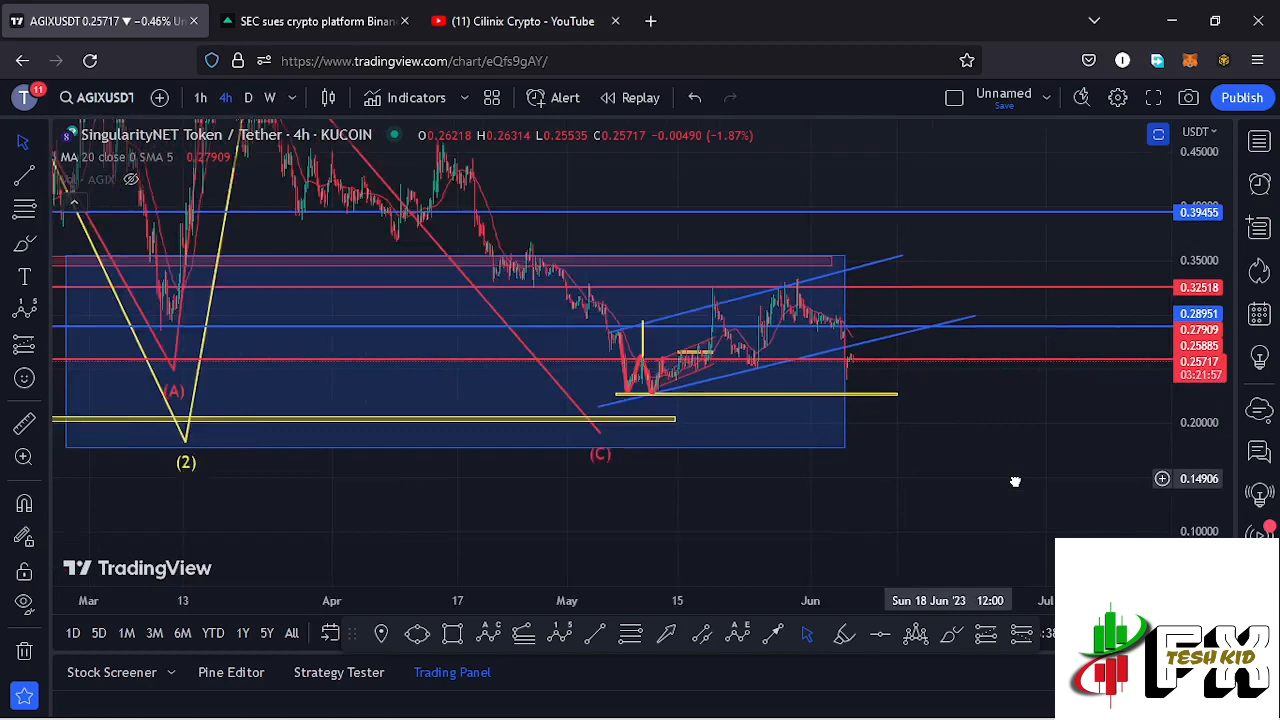 AGIXUSDT 0.25717 ▼ −0.46% Un
SEC sues crypto platform Binan
(11) Cilinix Crypto - YouTube
https://www.tradingview.com/chart/eQfs9gAY/
T
11
AGIXUSDT
1h
4h
D
W
Indicators
Alert
Replay
Unnamed
Save
Publish
SingularityNET Token / Tether · 4h · KUCOIN
O0.26218 H0.26314 L0.25535 C0.25717 −0.00490 (−1.87%)
USDT
MA 20 close 0 SMA 5 0.27909
Vol · AGIX
0.45000
0.39455
0.35000
0.32518
0.28951
0.27909
0.25885
0.25717
03:21:57
0.20000
0.14906
0.10000
(A)
(2)
(C)
TradingView
Mar
13
Apr
17
May
15
Jun
Sun 18 Jun '23 12:00
Jul
1D
5D
1M
3M
6M
YTD
1Y
5Y
All
Stock Screener
Pine Editor
Strategy Tester
Trading Panel
FX
TESH KID